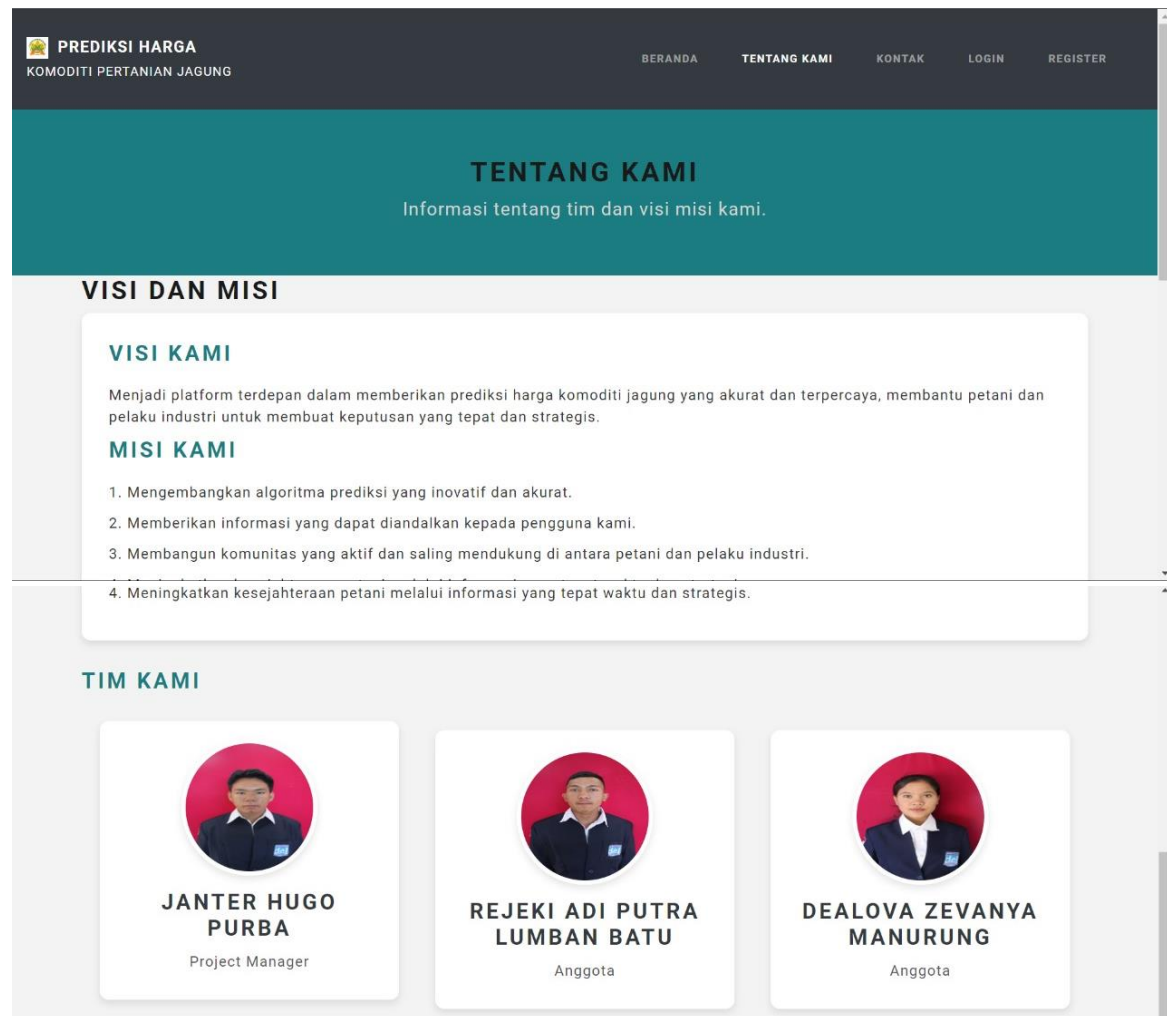 PREDIKSI HARGA
KOMODITI PERTANIAN JAGUNG
BERANDA TENTANG KAMI KONTAK LOGIN REGISTER
TENTANG KAMI
Informasi tentang tim dan visi misi kami.
VISI DAN MISI
VISI KAMI
Menjadi platform terdepan dalam memberikan prediksi harga komoditi jagung yang akurat dan terpercaya, membantu petani dan
pelaku industri untuk membuat keputusan yang tepat dan strategis.
MISI KAMI
1. Mengembangkan algoritma prediksi yang inovatif dan akurat.
2. Memberikan informasi yang dapat diandalkan kepada pengguna kami.
3. Membangun komunitas yang aktif dan saling mendukung di antara petani dan pelaku industri.
4. Meningkatkan kesejahteraan petani melalui informasi yang tepat waktu dan strategis.
TIM KAMI
JANTER HUGO
PURBA
Project Manager
REJEKI ADI PUTRA
LUMBAN BATU
Anggota
DEALOVA ZEVANYA
MANURUNG
Anggota